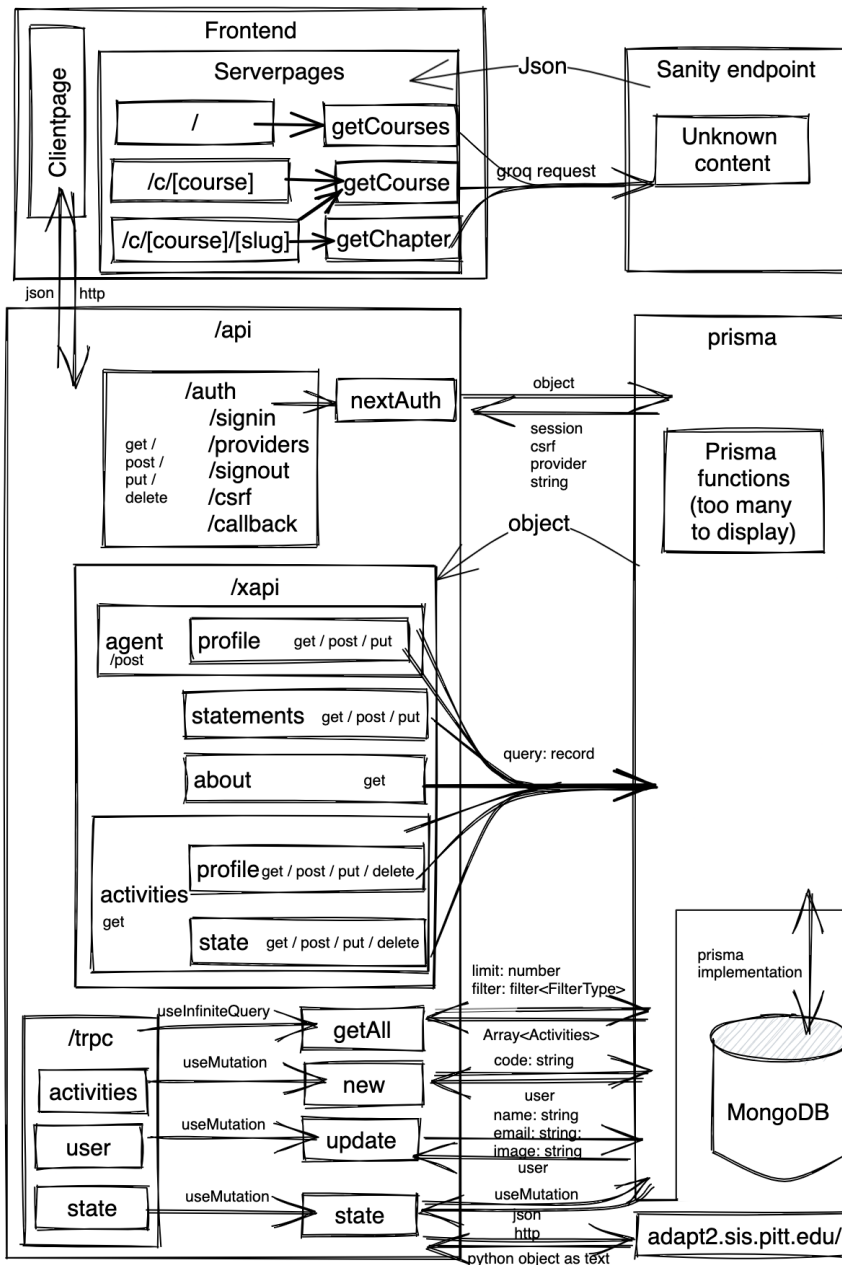 Frontend
Clientpage
Serverpages
/
getCourses
/c/[course]
getCourse
/c/[course]/[slug]
getChapter
Json
groq request
Sanity endpoint
Unknown
content
json
http
/api
/auth
/signin
/providers
/signout
/csrf
/callback
get /
post /
put /
delete
nextAuth
object
session
csrf
provider
string
prisma
Prisma
functions
(too many
to display)
object
/xapi
agent
/post
profile
get / post / put
statements
get / post / put
about
get
activities
get
profile
get / post / put / delete
state
get / post / put / delete
query: record
/trpc
activities
user
state
useInfiniteQuery
getAll
limit: number
filter: filter<FilterType>
Array<Activities>
useMutation
new
code: string
user
useMutation
update
name: string
email: string;
image: string
user
useMutation
state
useMutation
json
http
python object as text
prisma
implementation
MongoDB
adapt2.sis.pitt.edu/